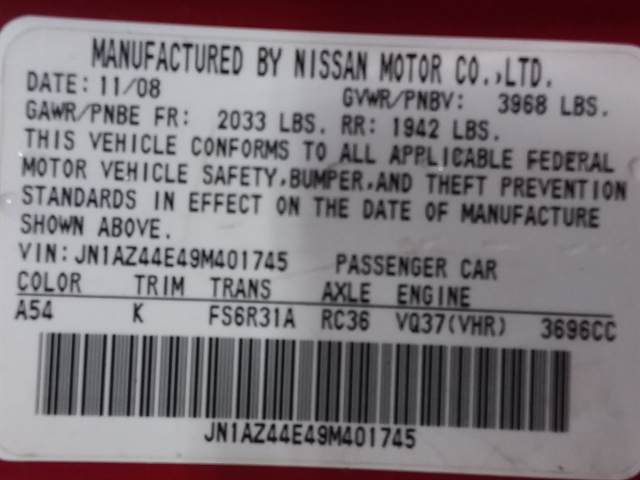 MANUFACTURED BY NISSAN MOTOR CO.,LTD.
DATE: 11/08 GVWR/PNBV: 3968 LBS.
GAWR/PNBE FR: 2033 LBS. RR: 1942 LBS.
THIS VEHICLE CONFORMS TO ALL APPLICABLE FEDERAL
MOTOR VEHICLE SAFETY,BUMPER,AND THEFT PREVENTION
STANDARDS IN EFFECT ON THE DATE OF MANUFACTURE
SHOWN ABOVE.
VIN:JN1AZ44E49M401745 PASSENGER CAR
COLOR TRIM TRANS AXLE ENGINE
A54 K FS6R31A RC36 VQ37(VHR) 3696CC
JN1AZ44E49M401745